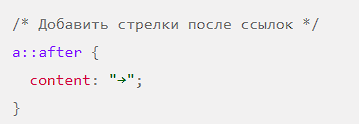 /* Добавить стрелки после ссылок */
a::after {
  content: "→";
}